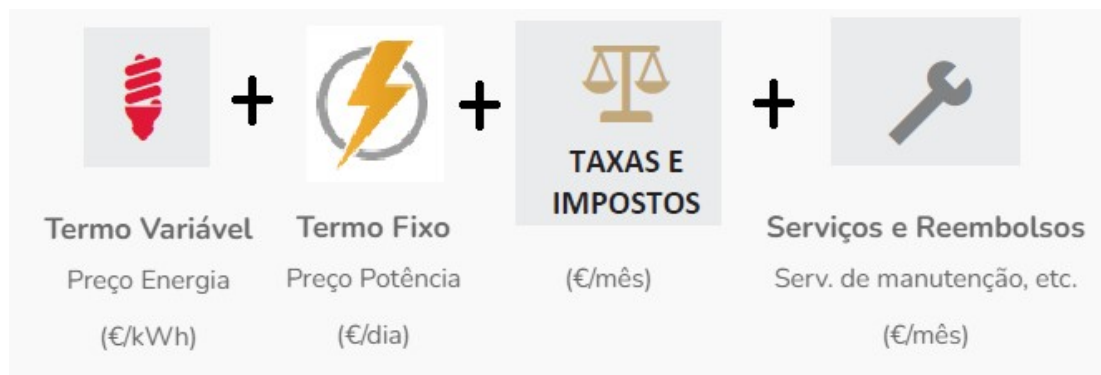 + + +
TAXAS E
IMPOSTOS
Termo Variável
Preço Energia
(€/kWh)
Termo Fixo
Preço Potência
(€/dia)
(€/mês)
Serviços e Reembolsos
Serv. de manutenção, etc.
(€/mês)